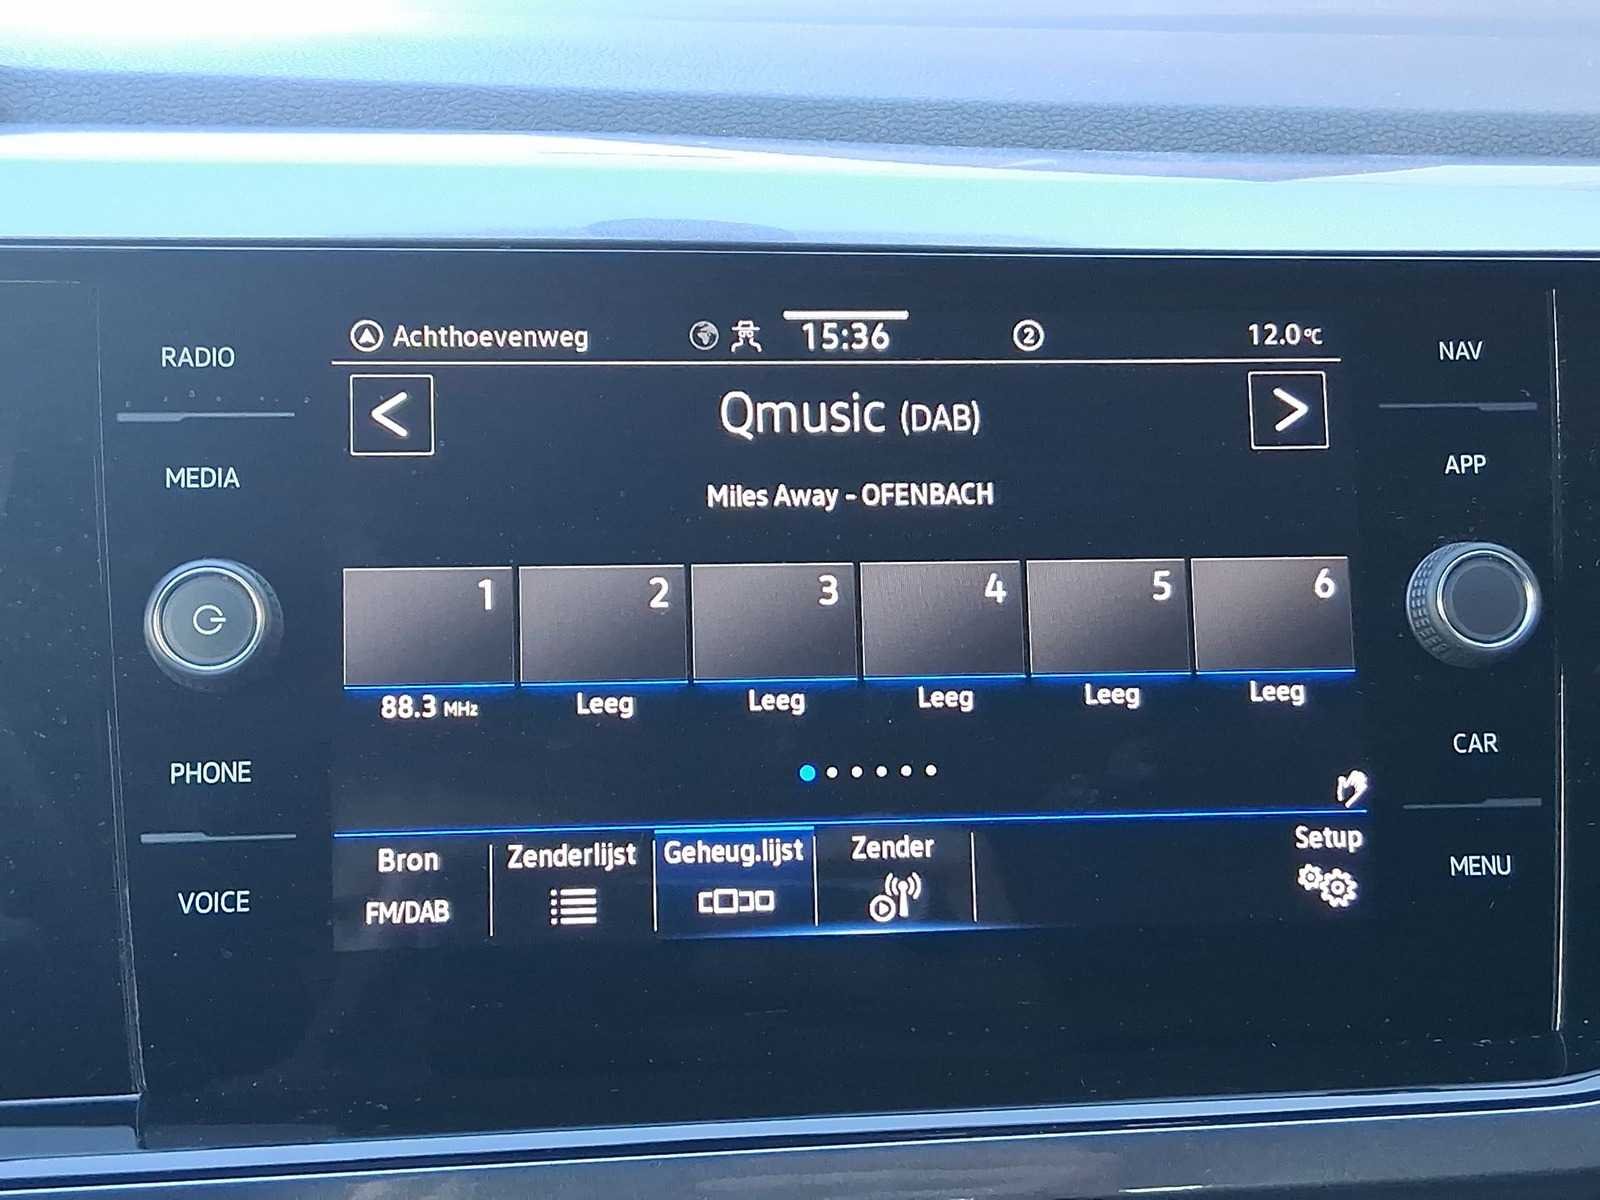 RADIO
MEDIA
PHONE
VOICE
Achthoevenweg
15:36
2
12.0°C
<
Qmusic (DAB)
>
Miles Away - OFENBACH
1
2
3
4
5
6
88.3 MHz
Leeg
Leeg
Leeg
Leeg
Leeg
Bron
FM/DAB
Zenderlijst
Geheug.lijst
Zender
Setup
NAV
APP
CAR
MENU